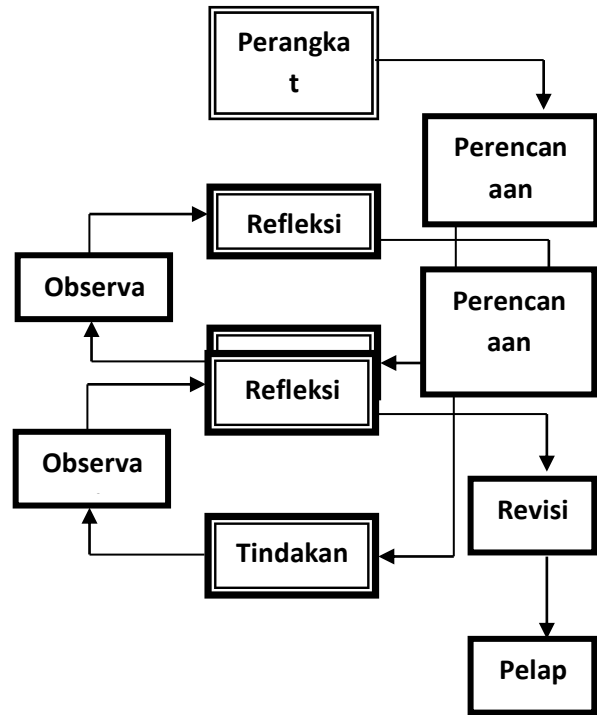 Perangka
t
Perencan
aan
Refleksi
Observa
Perencan
aan
Refleksi
Observa
Revisi
Tindakan
Pelap